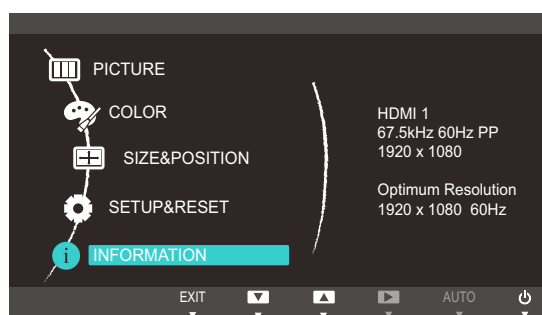 PICTURE
COLOR
SIZE&POSITION
SETUP&RESET
INFORMATION
HDMI 1
67.5kHz 60Hz PP
1920 x 1080
Optimum Resolution
1920 x 1080 60Hz
EXIT
AUTO